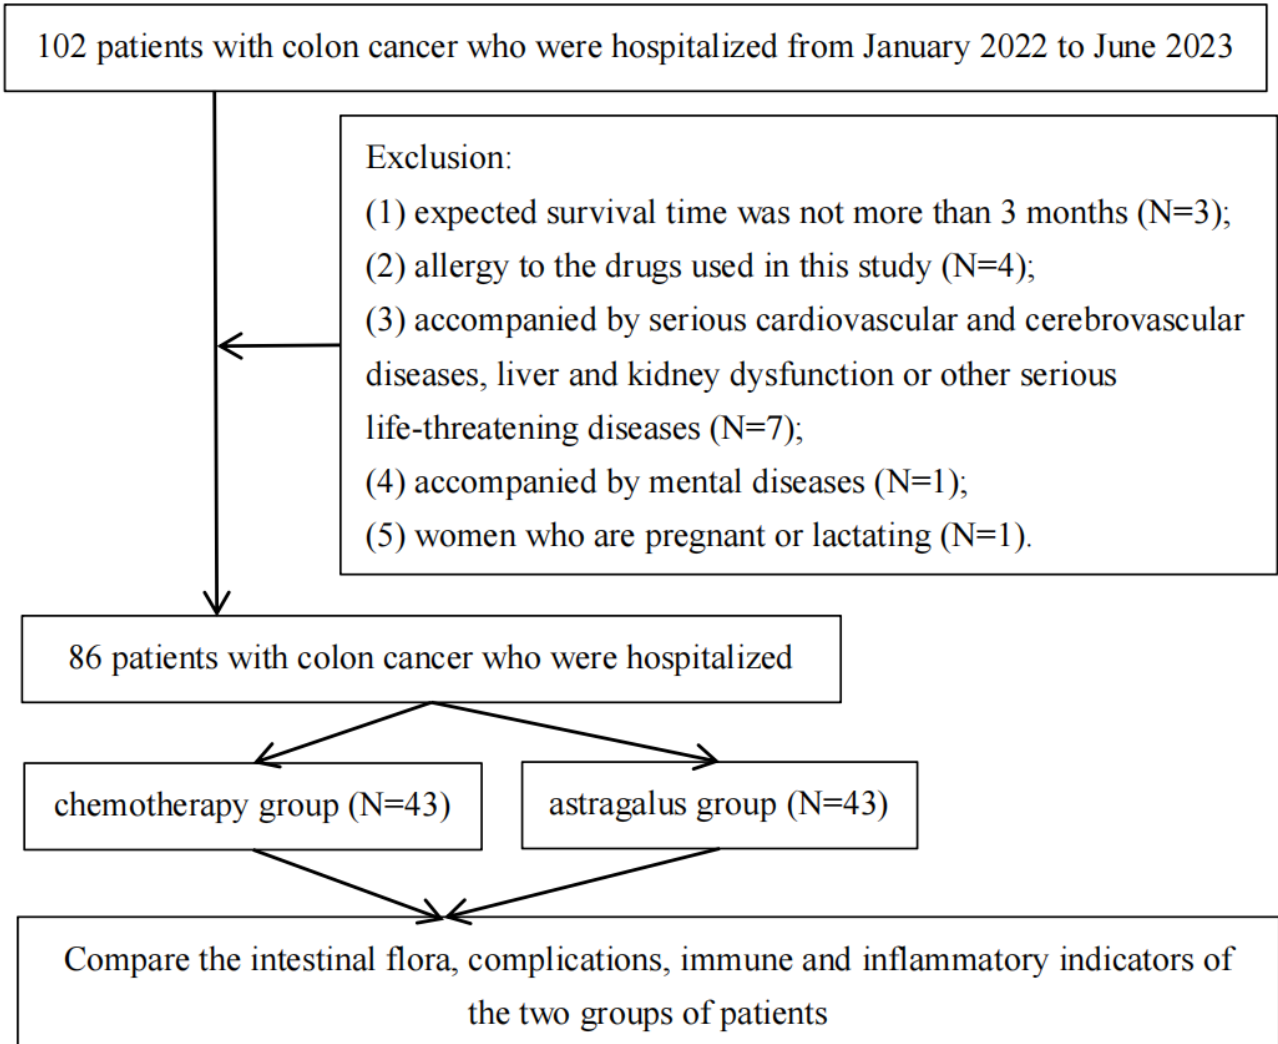 102 patients with colon cancer who were hospitalized from January 2022 to June 2023
Exclusion:
(1) expected survival time was not more than 3 months (N=3);
(2) allergy to the drugs used in this study (N=4);
(3) accompanied by serious cardiovascular and cerebrovascular
diseases, liver and kidney dysfunction or other serious
life-threatening diseases (N=7);
(4) accompanied by mental diseases (N=1);
(5) women who are pregnant or lactating (N=1).
86 patients with colon cancer who were hospitalized
chemotherapy group (N=43)
astragalus group (N=43)
Compare the intestinal flora, complications, immune and inflammatory indicators of
the two groups of patients